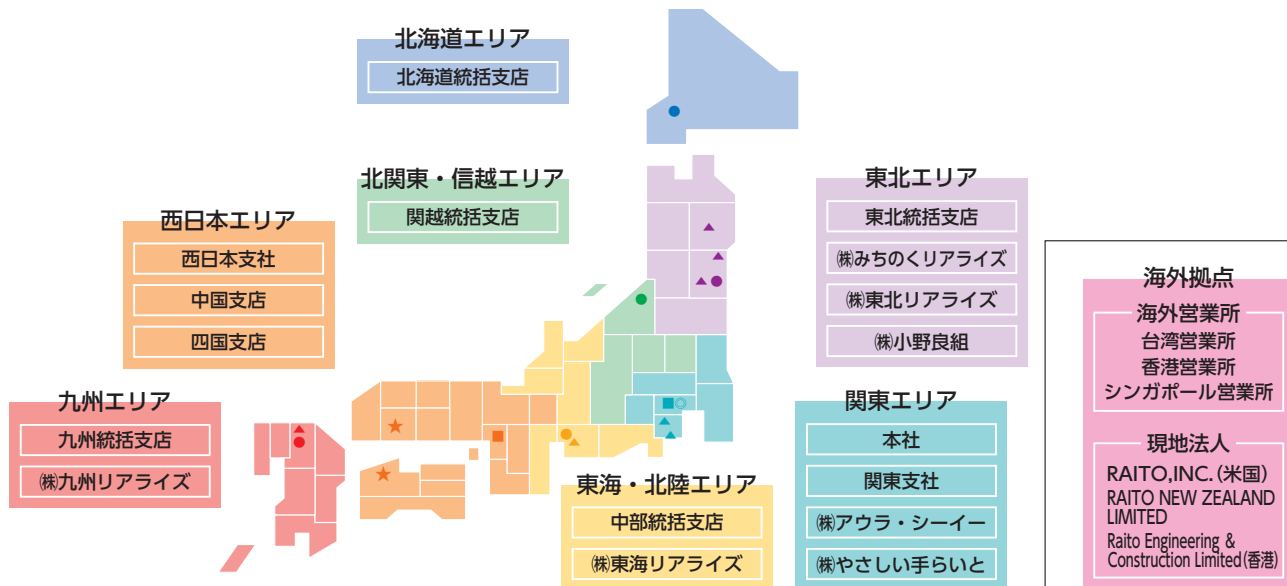 北海道エリア
北海道統括支店
北関東・信越エリア
関越統括支店
東北エリア
東北統括支店
㈱みちのくリアライズ
㈱東北リアライズ
㈱小野良組
西日本エリア
西日本支社
中国支店
四国支店
九州エリア
九州統括支店
㈱九州リアライズ
東海・北陸エリア
中部統括支店
㈱東海リアライズ
関東エリア
本社
関東支社
㈱アウラ・シーイー
㈱やさしい手らいと
海外拠点
海外営業所
台湾営業所
香港営業所
シンガポール営業所
現地法人
RAITO,INC.(米国)
RAITO NEW ZEALAND
LIMITED
Raito Engineering &
Construction Limited(香港)